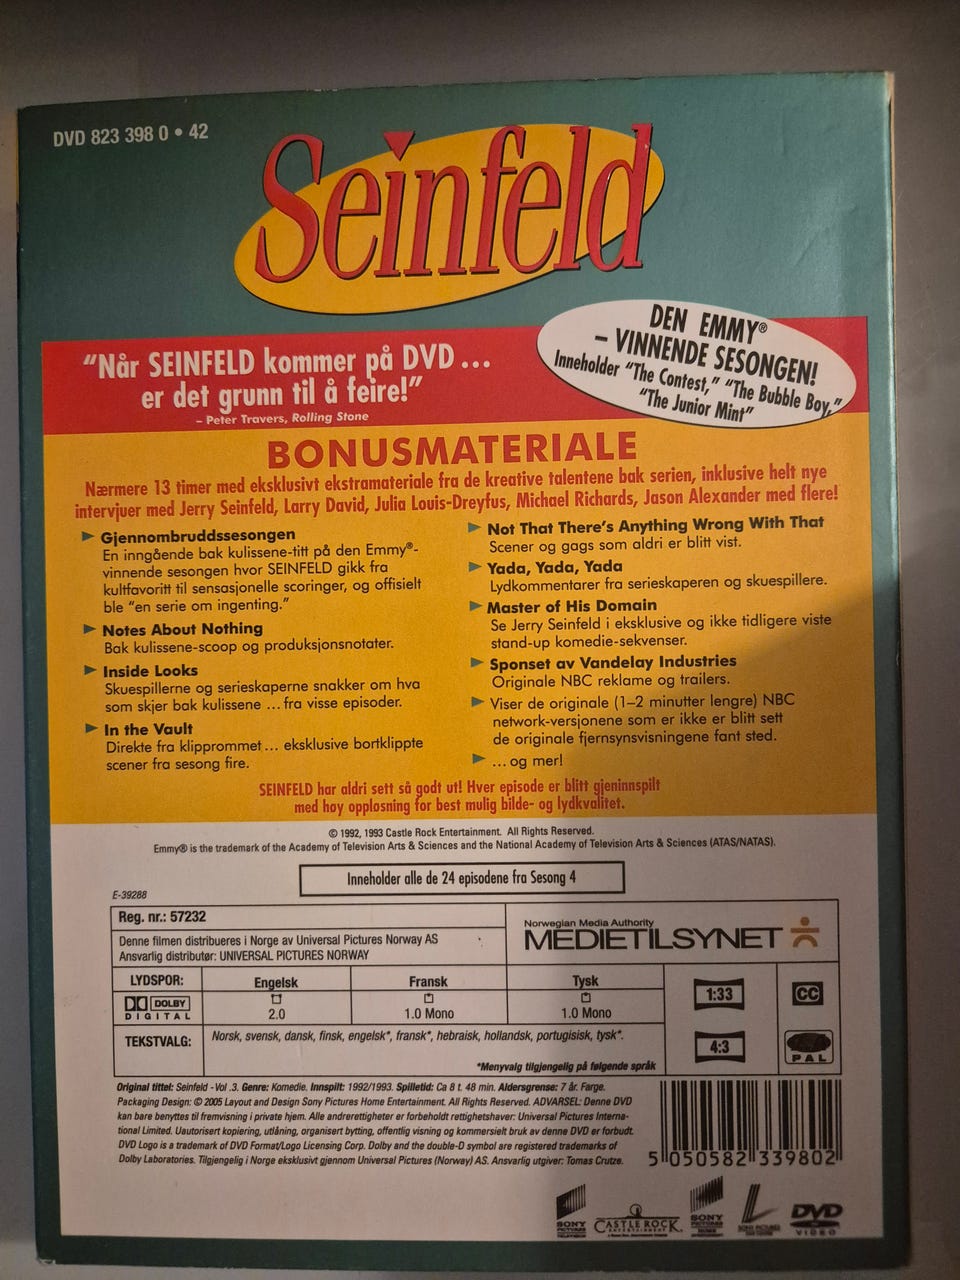 DVD 823 398 0 • 42
Seinfeld
DEN EMMY®
– VINNENDE SESONGEN!
Inneholder "The Contest," "The Bubble Boy,"
"The Junior Mint"
"Når SEINFELD kommer på DVD ...
er det grunn til å feire!"
– Peter Travers, Rolling Stone
BONUSMATERIALE
Nærmere 13 timer med eksklusivt ekstramateriale fra de kreative talentene bak serien, inklusive helt nye
intervjuer med Jerry Seinfeld, Larry David, Julia Louis-Dreyfus, Michael Richards, Jason Alexander med flere!
Gjennombruddssesongen
En inngående bak kulissene-titt på den Emmy®-
vinnende sesongen hvor SEINFELD gikk fra
kultfavoritt til sensasjonelle scoringer, og offisielt
ble "en serie om ingenting."
Notes About Nothing
Bak kulissene-scoop og produksjonsnotater.
Inside Looks
Skuespillerne og serieskaperne snakker om hva
som skjer bak kulissene ... fra visse episoder.
In the Vault
Direkte fra klipprommet ... eksklusive bortklippte
scener fra sesong fire.
Not That There's Anything Wrong With That
Scener og gags som aldri er blitt vist.
Yada, Yada, Yada
Lydkommentarer fra serieskaperen og skuespillere.
Master of His Domain
Se Jerry Seinfeld i eksklusive og ikke tidligere viste
stand-up komedie-sekvenser.
Sponset av Vandelay Industries
Originale NBC reklame og trailers.
Viser de originale (1–2 minutter lengre) NBC
network-versjonene som er ikke er blitt sett
de originale fjernsynsvisningene fant sted.
... og mer!
SEINFELD har aldri sett så godt ut! Hver episode er blitt gjeninnspilt
med høy opplosning for best mulig bilde- og lydkvalitet.
© 1992, 1993 Castle Rock Entertainment. All Rights Reserved.
Emmy® is the trademark of the Academy of Television Arts & Sciences and the National Academy of Television Arts & Sciences (ATAS/NATAS).
Inneholder alle de 24 episodene fra Sesong 4
E-39288
Reg. nr.: 57232
Denne filmen distribueres i Norge av Universal Pictures Norway AS
Ansvarlig distributør: UNIVERSAL PICTURES NORWAY
Norwegian Media Authority
MEDIETILSYNET
LYDSPOR: Engelsk Fransk Tysk
DOLBY
DIGITAL
2.0 1.0 Mono 1.0 Mono
TEKSTVALG: Norsk, svensk, dansk, finsk, engelsk*, fransk*, hebraisk, hollandsk, portugisisk, tysk*.
*Menyvalg tilgjengelig på følgende språk
1:33
CC
4:3
PAL
Original tittel: Seinfeld - Vol .3. Genre: Komedie. Innspilt: 1992/1993. Spilletid: Ca 8 t. 48 min. Aldersgrense: 7 år. Farge.
Packaging Design: © 2005 Layout and Design Sony Pictures Home Entertainment. All Rights Reserved. ADVARSEL: Denne DVD
kan bare benyttes til fremvisning i private hjem. Alle andrerettigheter er forbeholdt rettighetshaver: Universal Pictures Interna-
tional Limited. Uautorisert kopiering, utlåning, organisert bytting, offentlig visning og kommersielt bruk av denne DVD er forbudt.
DVD Logo is a trademark of DVD Format/Logo Licensing Corp. Dolby and the double-D symbol are registered trademarks of
Dolby Laboratories. Tilgjengelig i Norge eksklusivt gjennom Universal Pictures (Norway) AS. Ansvarlig utgiver: Tomas Crutze.
5 050582 339802
SONY
PICTURES
TELEVISION
CASTLE ROCK
ENTERTAINMENT
SONY
PICTURES
DVD
VIDEO